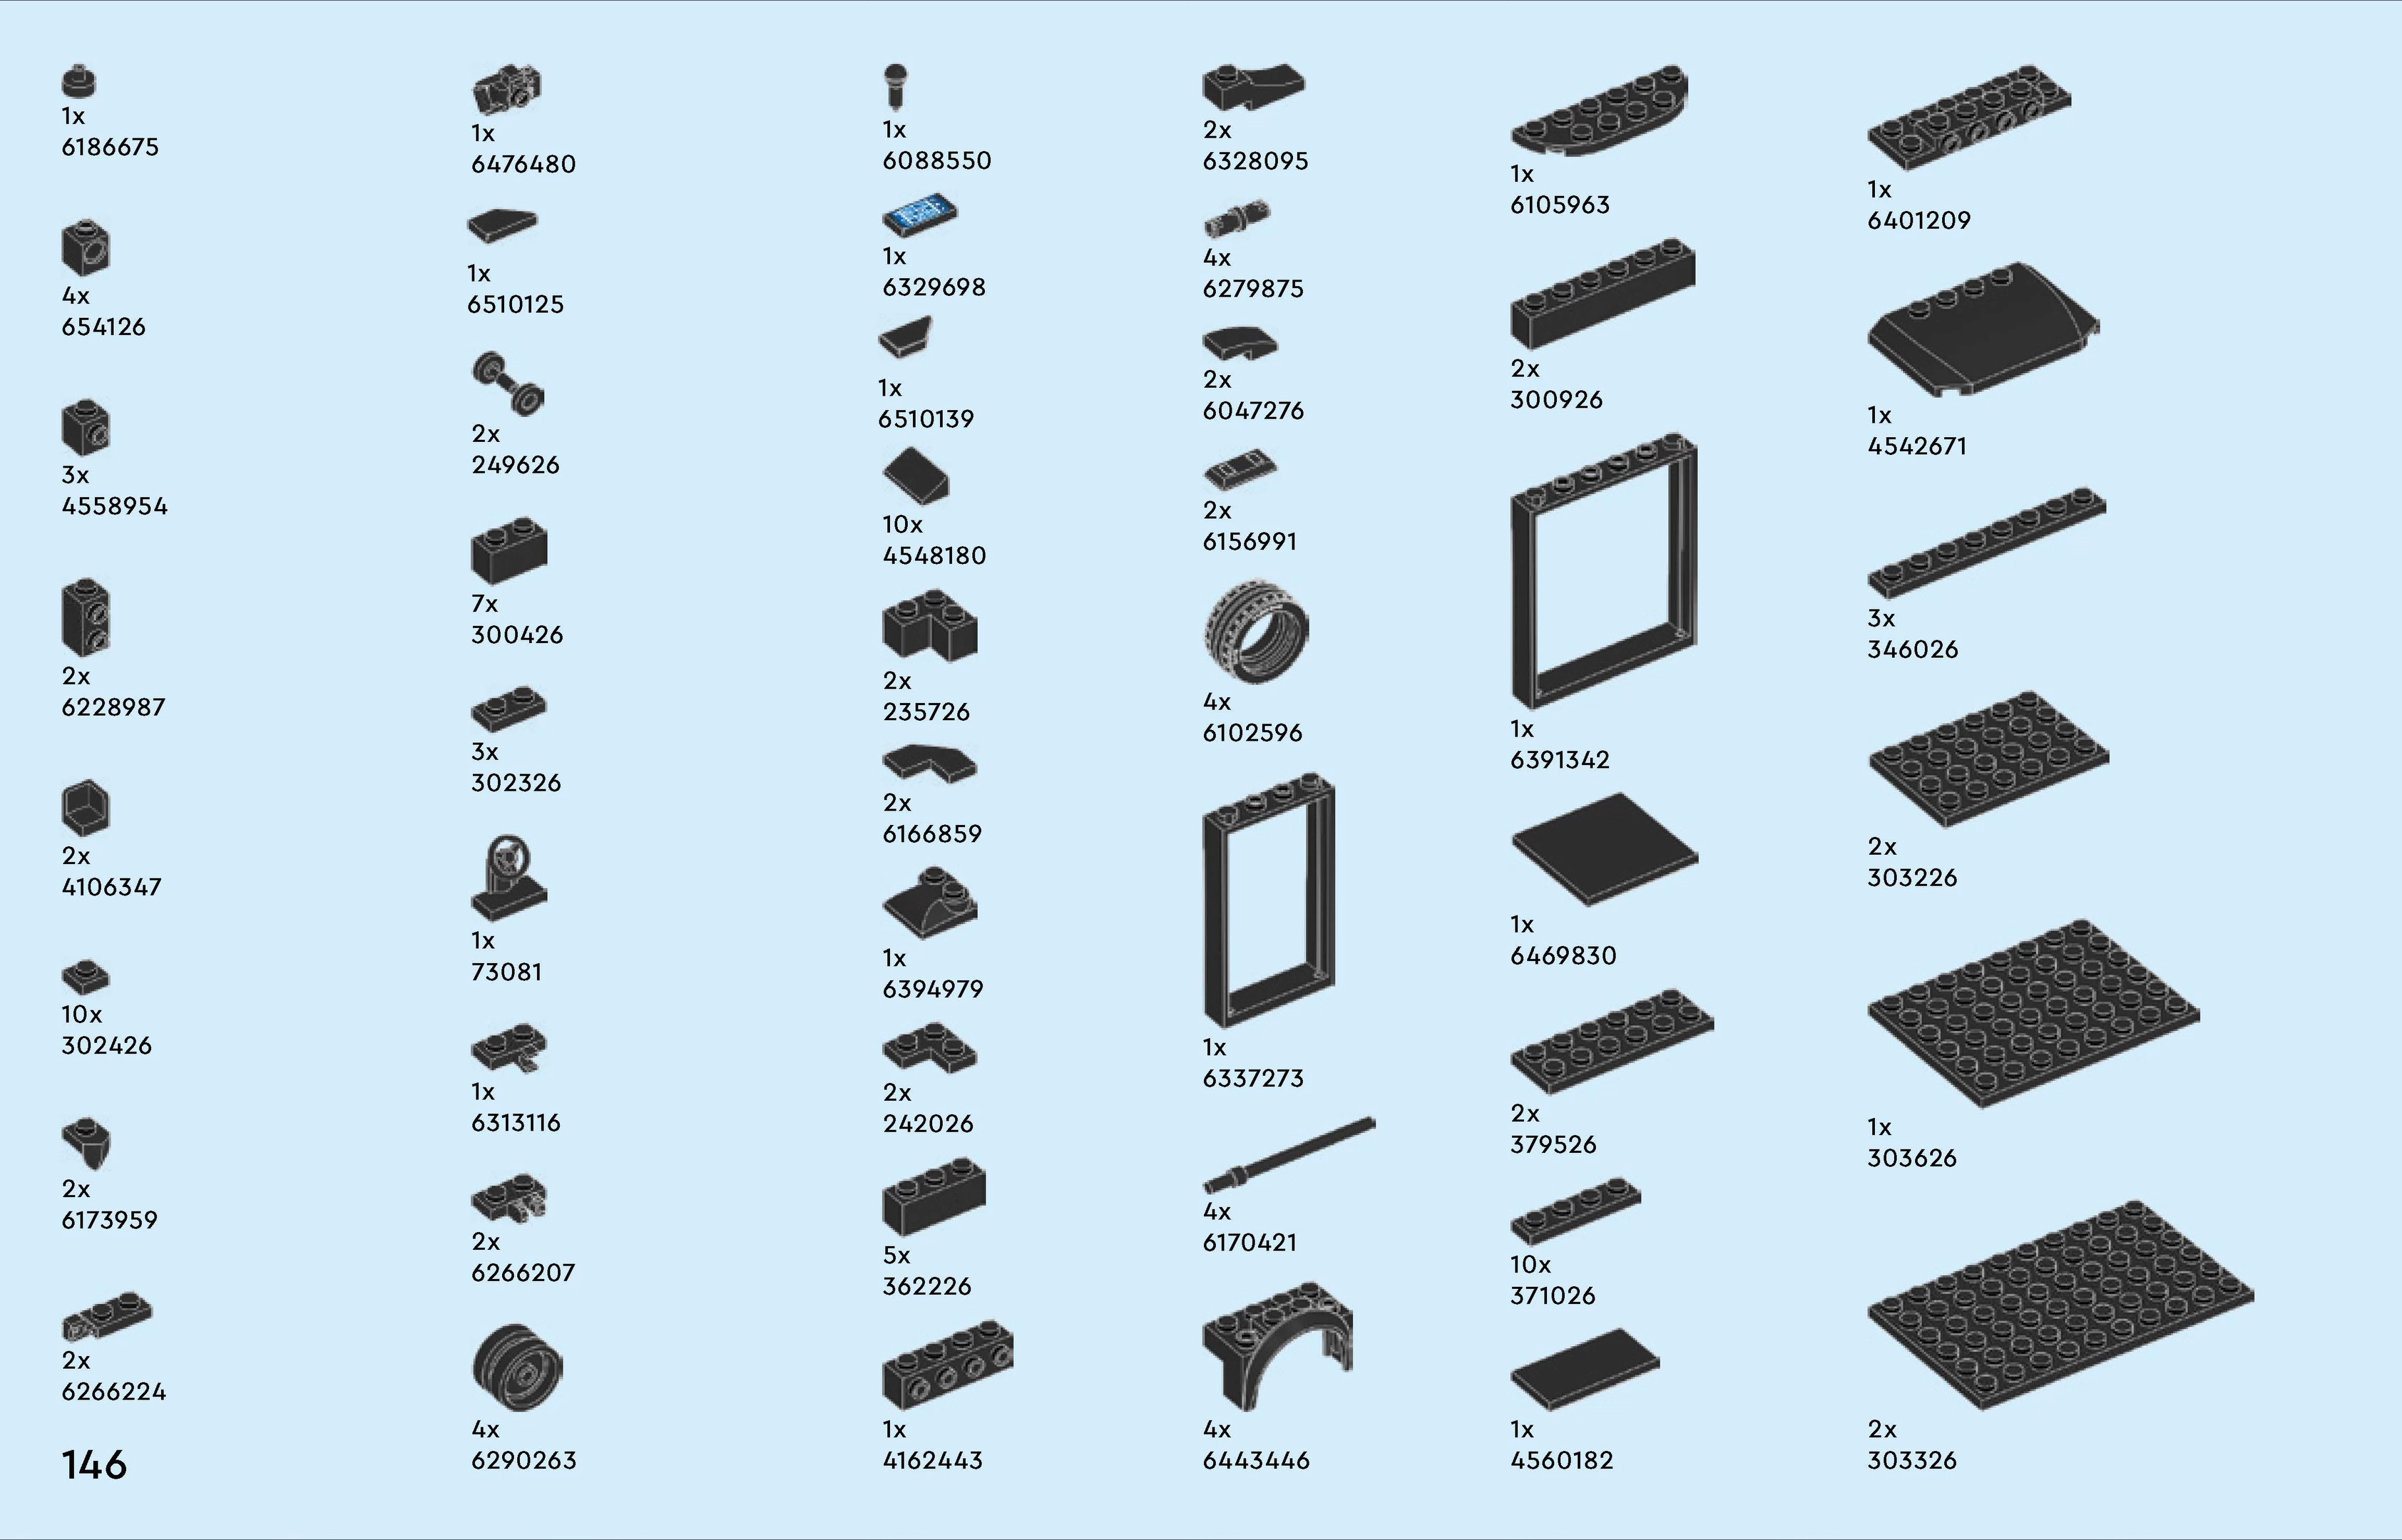 1x
6186675
4x
654126
3x
4558954
2x
6228987
2x
4106347
10x
302426
2x
6173959
2x
6266224
146
1x
6476480
1x
6510125
2x
249626
7x
300426
3x
302326
1x
73081
1x
6313116
2x
6266207
4x
6290263
1x
6088550
1x
6329698
1x
6510139
10x
4548180
2x
235726
2x
6166859
1x
6394979
2x
242026
5x
362226
1x
4162443
2x
6328095
4x
6279875
2x
6047276
2x
6156991
4x
6102596
1x
6337273
4x
6170421
4x
6443446
1x
6105963
2x
300926
1x
6391342
1x
6469830
2x
379526
10x
371026
1x
4560182
1x
6401209
1x
4542671
3x
346026
2x
303226
1x
303626
2x
303326